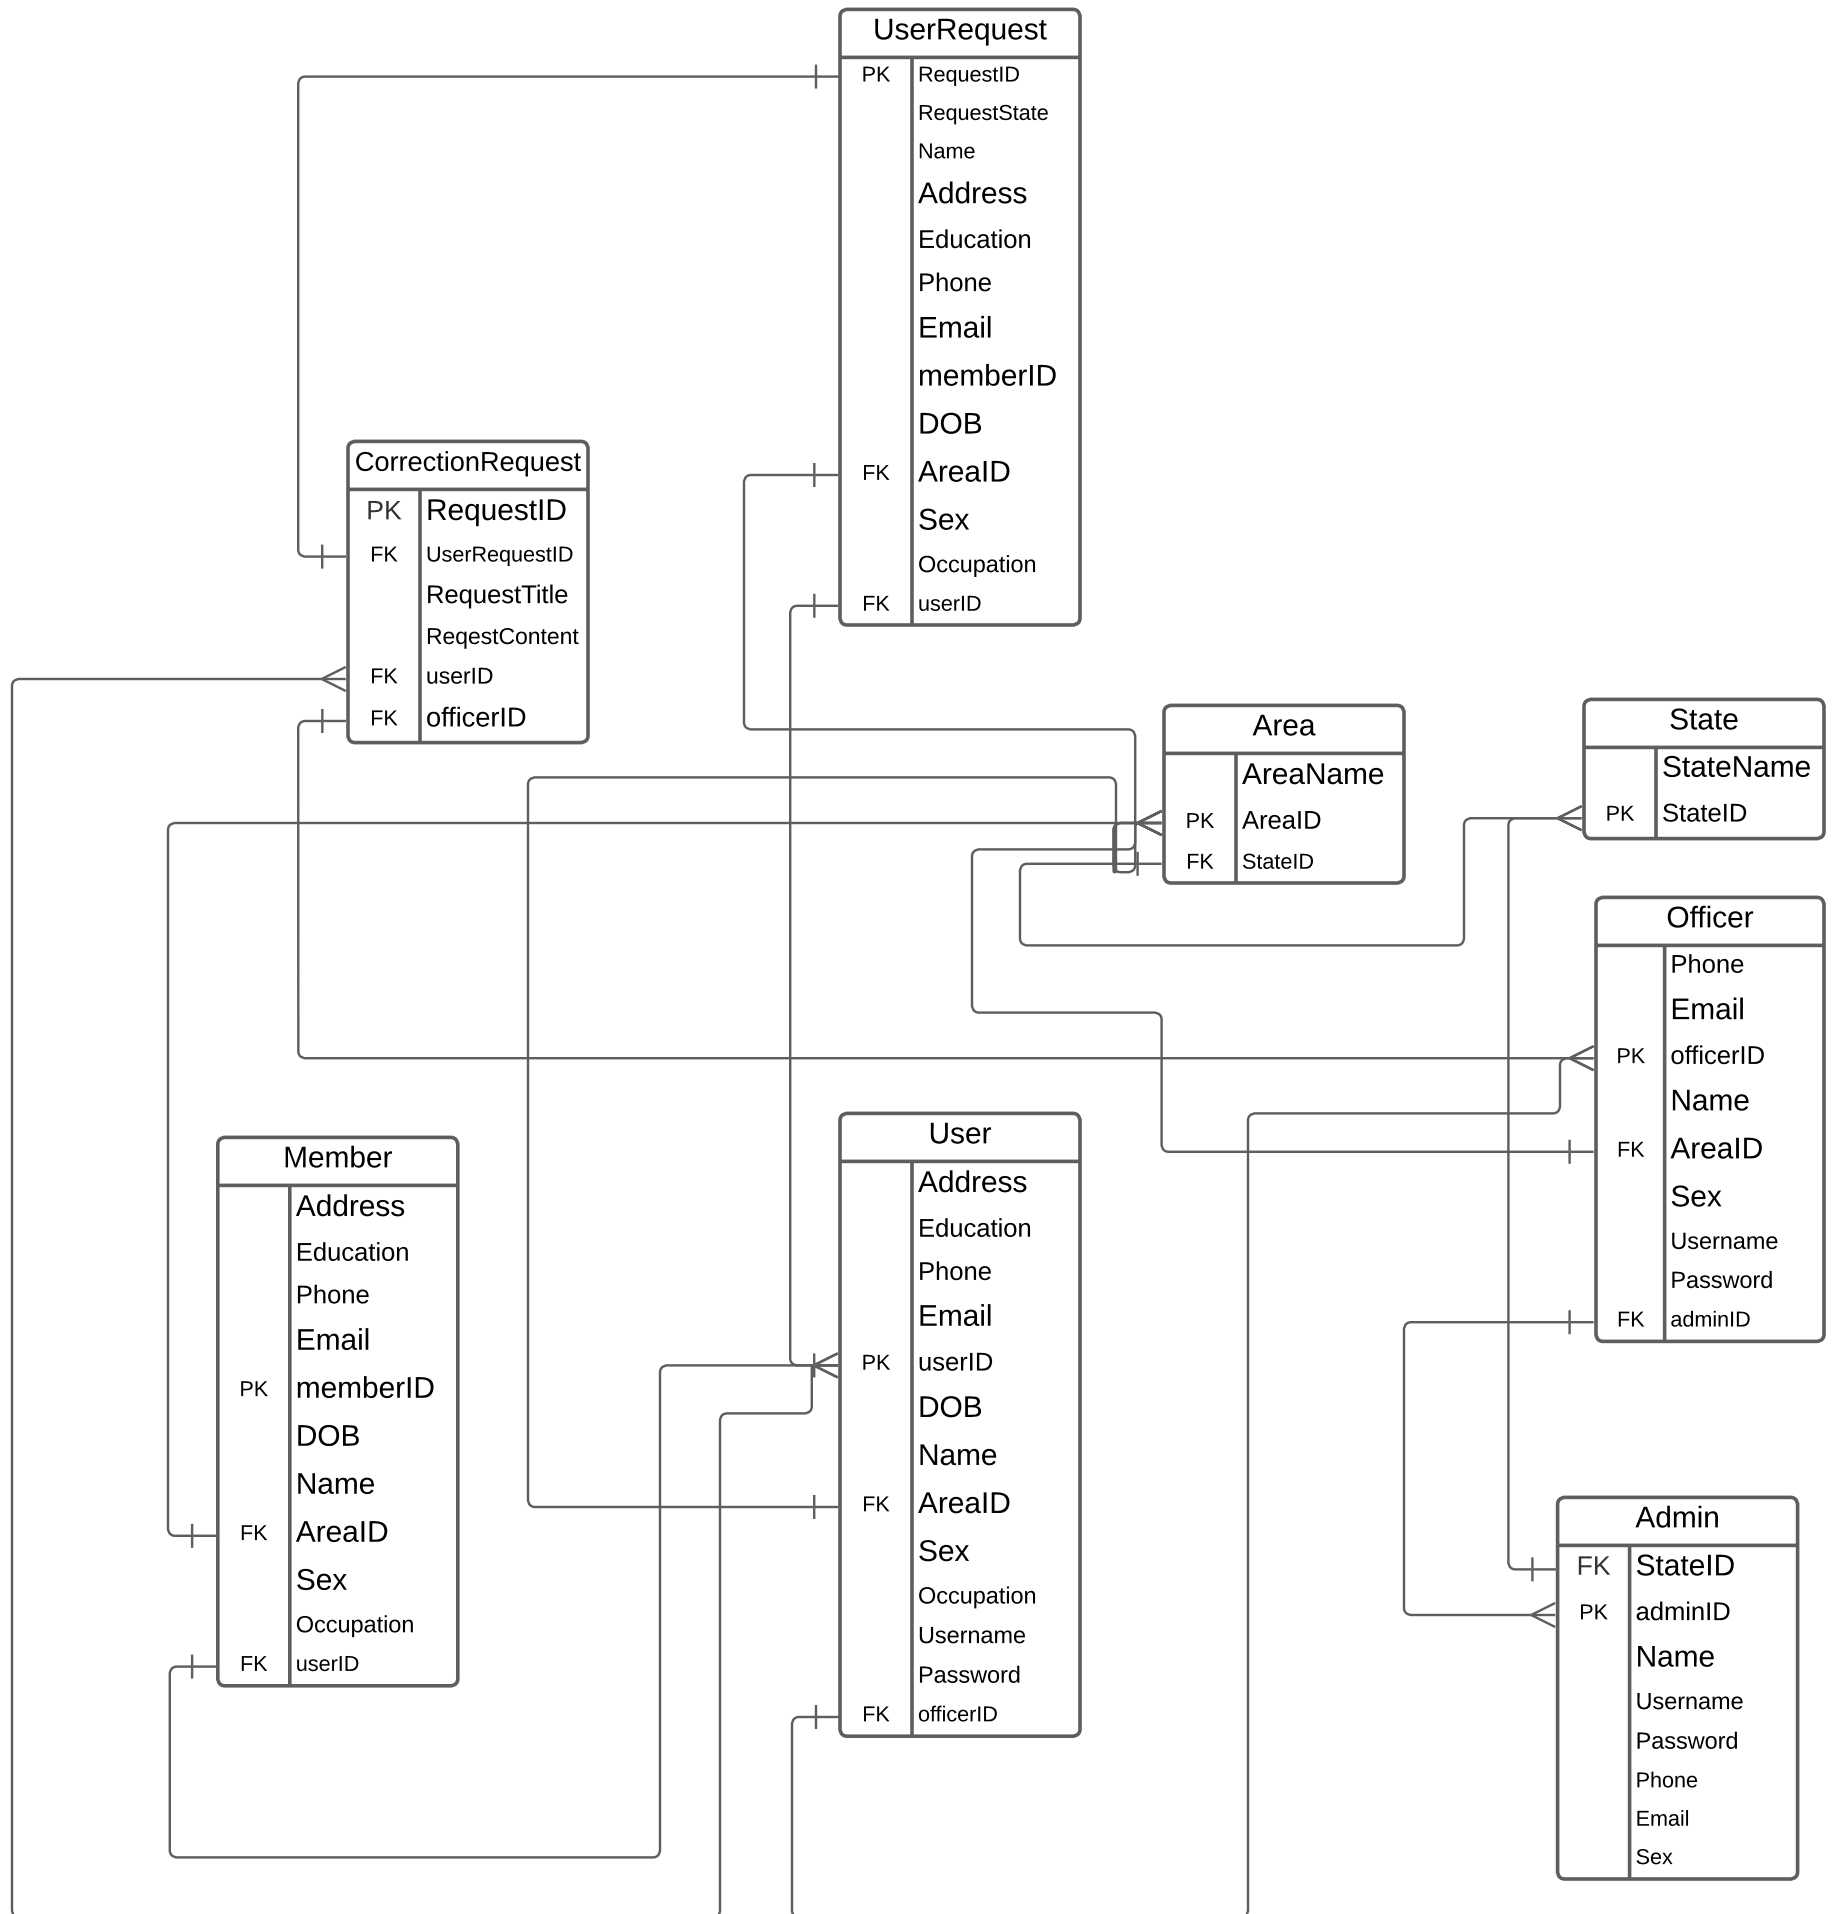 UserRequest
PK RequestID
RequestState
Name
Address
Education
Phone
Email
memberID
DOB
FK AreaID
Sex
Occupation
FK userID
CorrectionRequest
PK RequestID
FK UserRequestID
RequestTitle
ReqestContent
FK userID
FK officerID
Area
AreaName
PK AreaID
FK StateID
State
StateName
PK StateID
Officer
Phone
Email
PK officerID
Name
FK AreaID
Sex
Username
Password
FK adminID
Member
Address
Education
Phone
Email
PK memberID
DOB
Name
FK AreaID
Sex
Occupation
FK userID
User
Address
Education
Phone
Email
PK userID
DOB
Name
FK AreaID
Sex
Occupation
Username
Password
FK officerID
Admin
FK StateID
PK adminID
Name
Username
Password
Phone
Email
Sex